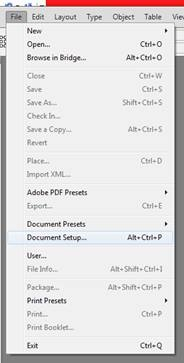 File Edit Layout Type Object Table
New
Open... Ctrl+O
Browse in Bridge... Alt+Ctrl+O
Close Ctrl+W
Save Ctrl+S
Save As... Shift+Ctrl+S
Check In...
Save a Copy... Alt+Ctrl+S
Revert
Place... Ctrl+D
Import XML...
Adobe PDF Presets
Export... Ctrl+E
Document Presets
Document Setup... Alt+Ctrl+P
User...
File Info... Alt+Shift+Ctrl+I
Package... Alt+Shift+Ctrl+P
Print Presets
Print... Ctrl+P
Print Booklet...
Exit Ctrl+Q